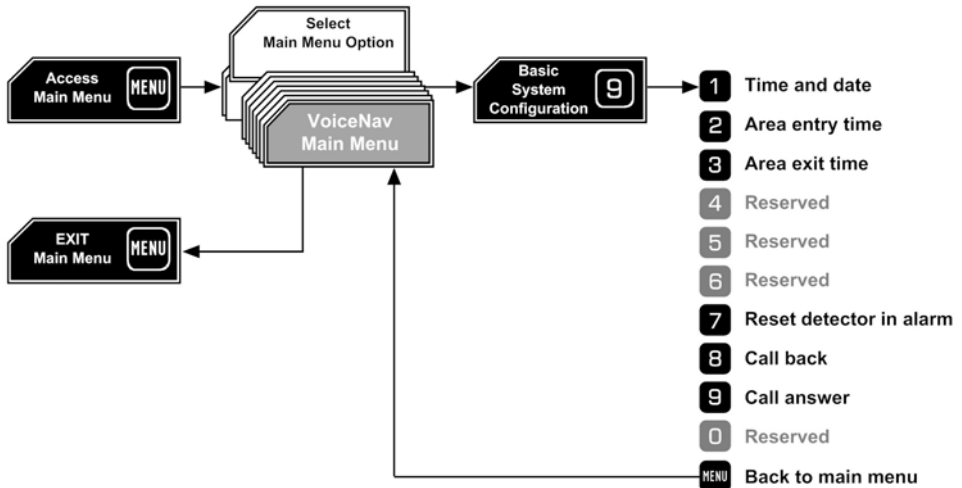 Select
Main Menu Option
Access
Main Menu
MENU
VoiceNav
Main Menu
Basic
System
Configuration
9
EXIT
Main Menu
MENU
1 Time and date
2 Area entry time
3 Area exit time
4 Reserved
5 Reserved
6 Reserved
7 Reset detector in alarm
8 Call back
9 Call answer
0 Reserved
MENU Back to main menu